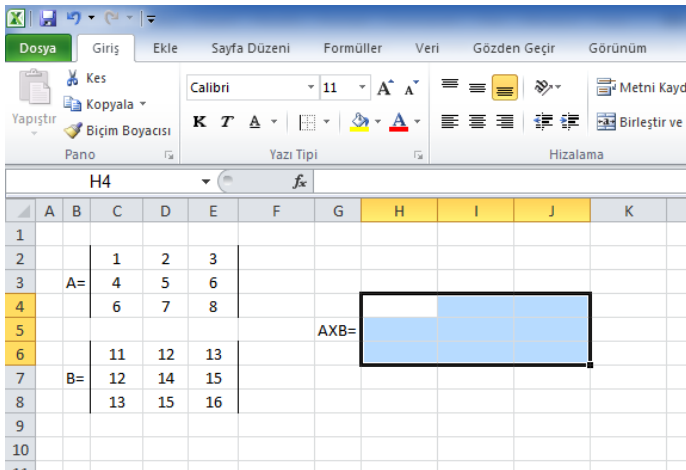 Dosya Giriş Ekle Sayfa Düzeni Formüller Veri Gözden Geçir Görünüm
Yapıştır
Kes
Kopyala
Biçim Boyacısı
Pano
Calibri 11 A A
K T A A
Yazı Tipi
Metni Kayd
Birleştir ve
Hizalama
H4 fx
A B C D E F G H I J K
1
2 1 2 3
3 A= 4 5 6
4 6 7 8
5 AXB=
6 11 12 13
7 B= 12 14 15
8 13 15 16
9
10